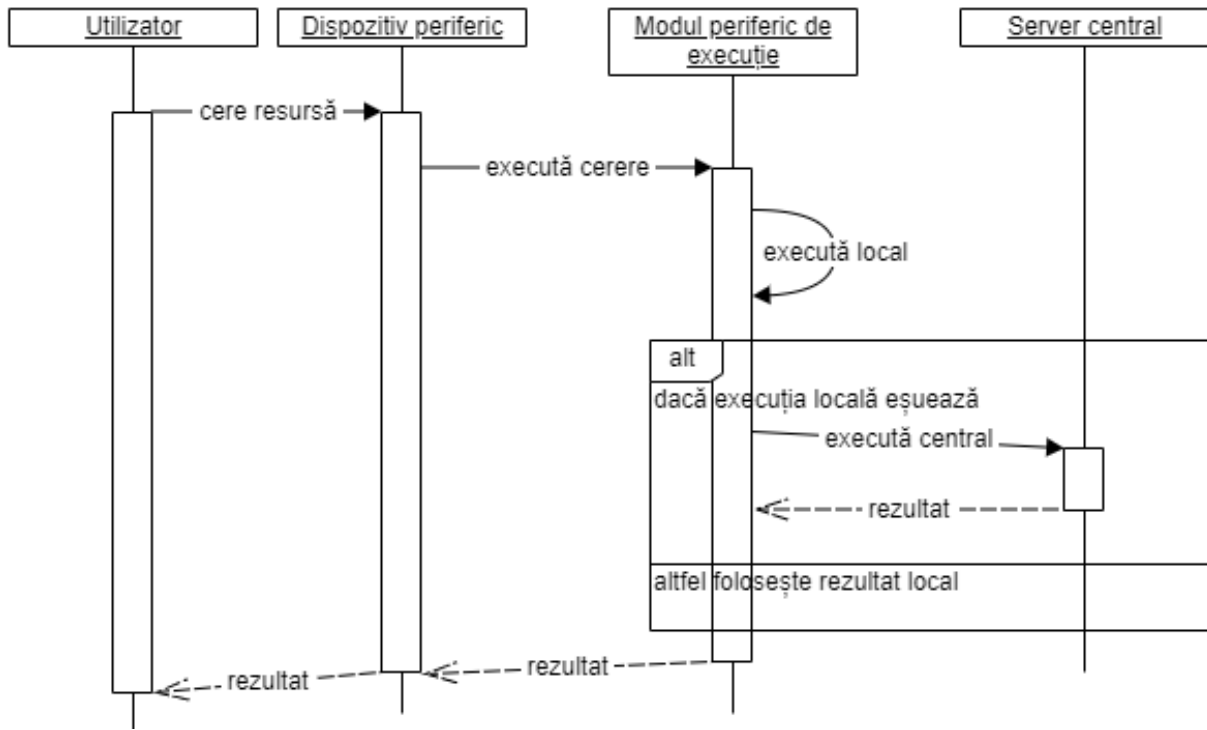 Utilizator
Dispozitiv periferic
Modul periferic de
execuție
Server central
cere resursă
execută cerere
execută local
alt
dacă execuția locală eșuează
execută central
rezultat
altfel folosește rezultat local
rezultat
rezultat